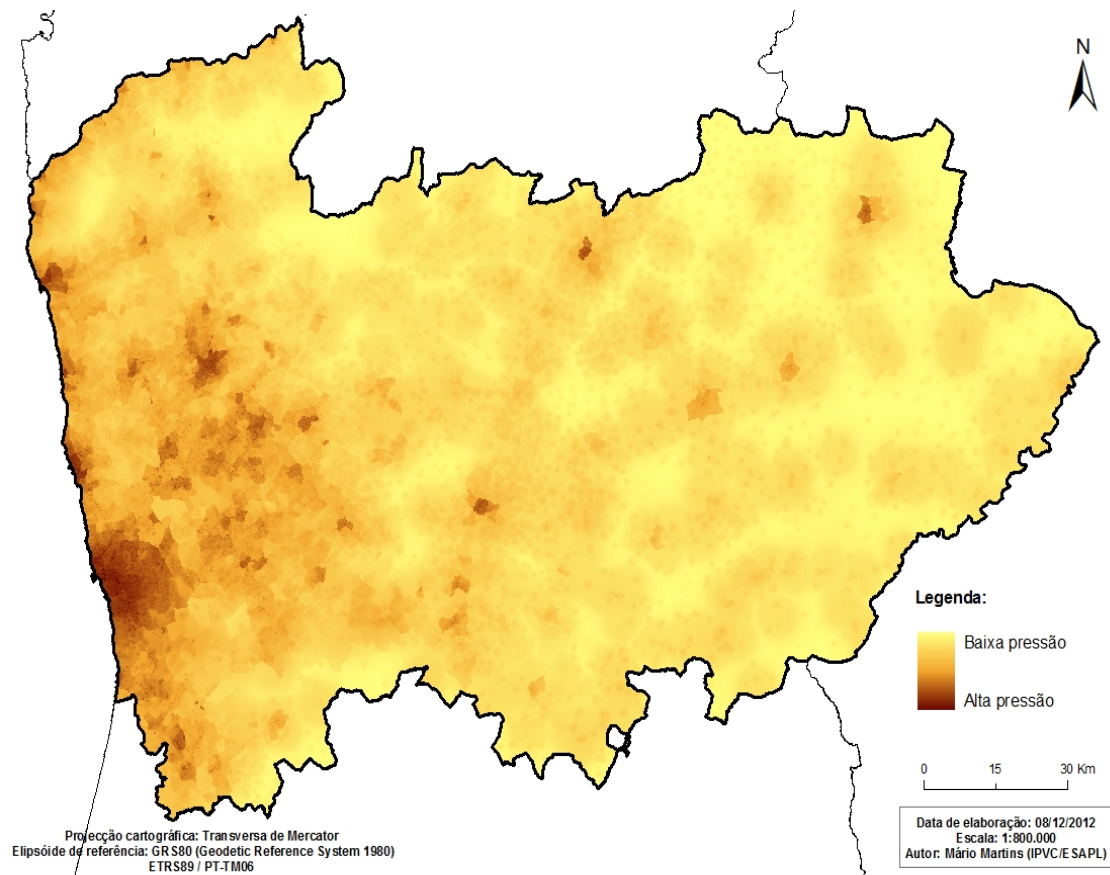 N
Legenda:
Baixa pressão
Alta pressão
0 15 30 Km
Projecção cartográfica: Transversa de Mercator
Elipsóide de referência: GRS80 (Geodetic Reference System 1980)
ETRS89 / PT-TM06
Data de elaboração: 08/12/2012
Escala: 1:800.000
Autor: Mário Martins (IPVC/ESAPL)